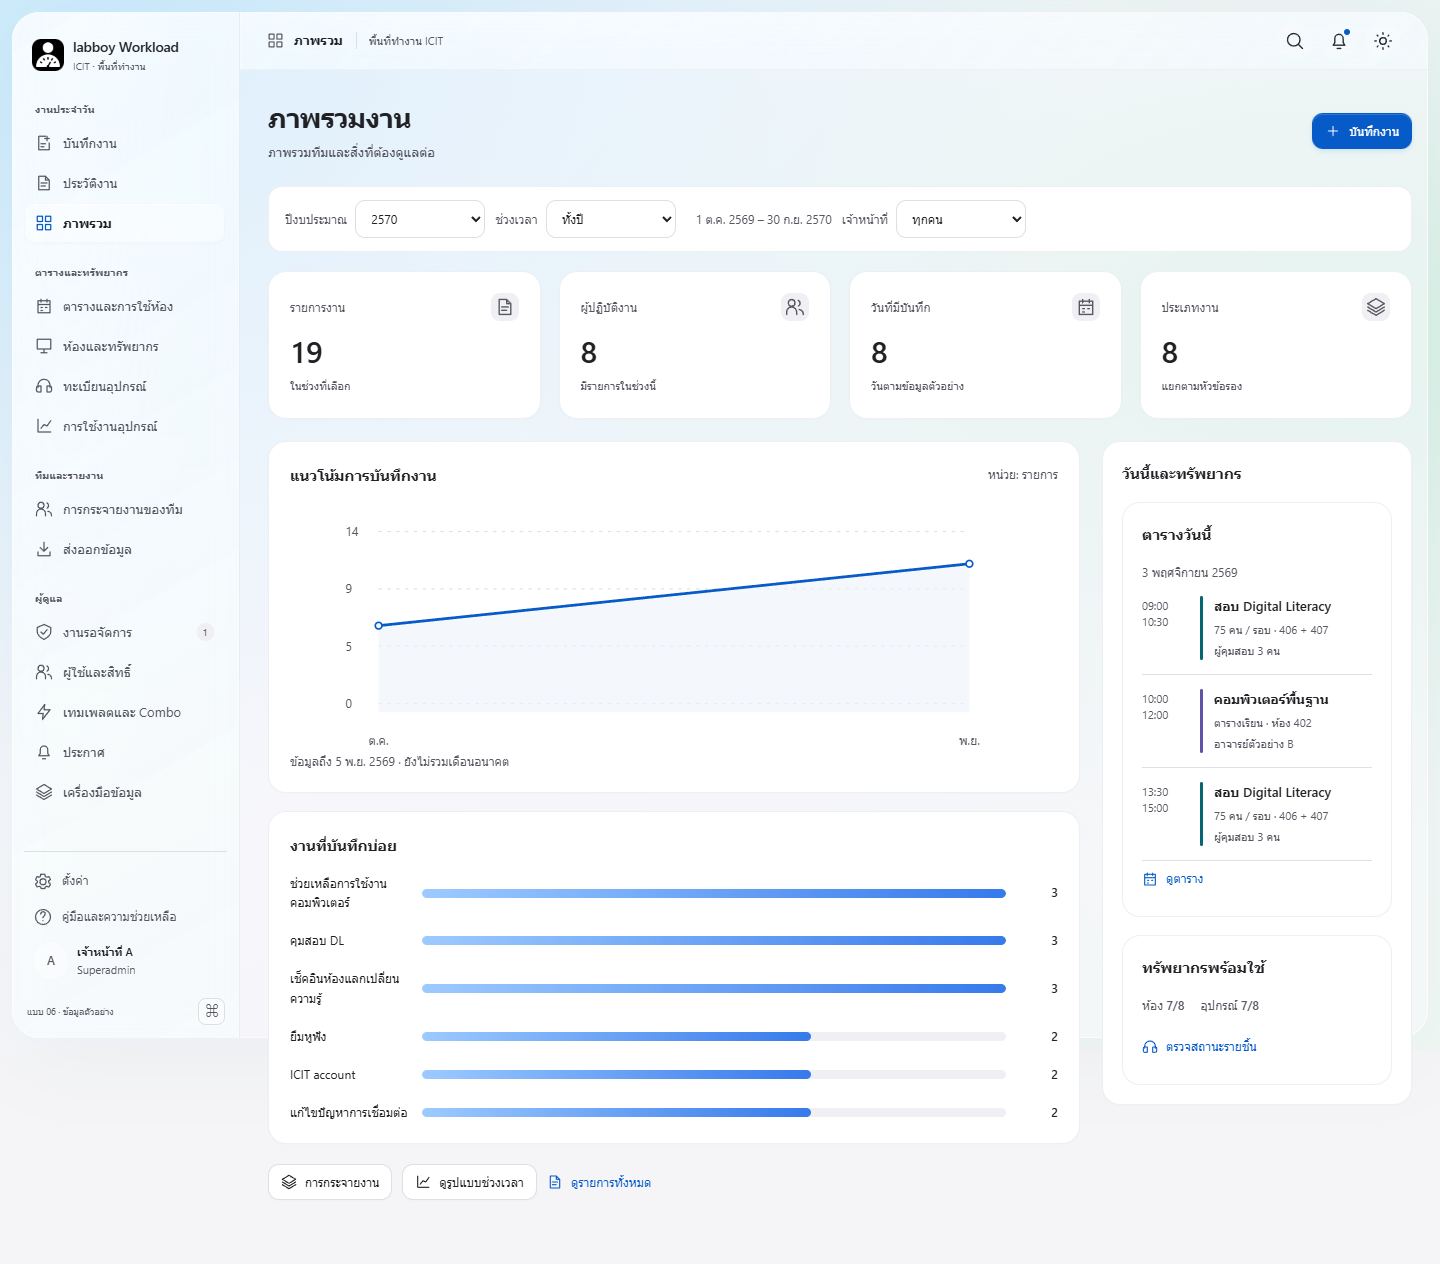 labboy Workload
ICIT · พื้นที่ทำงาน
งานประจำวัน
บันทึกงาน
ประวัติงาน
ภาพรวม
ตารางและทรัพยากร
ตารางและการใช้ห้อง
ห้องและทรัพยากร
ทะเบียนอุปกรณ์
การใช้งานอุปกรณ์
ทีมและรายงาน
การกระจายงานของทีม
ส่งออกข้อมูล
ผู้ดูแล
งานรอจัดการ 1
ผู้ใช้และสิทธิ์
เทมเพลตและ Combo
ประกาศ
เครื่องมือข้อมูล
ตั้งค่า
คู่มือและความช่วยเหลือ
A
เจ้าหน้าที่ A
Superadmin
แบบ 06 · ข้อมูลตัวอย่าง
⌘
ภาพรวม
พื้นที่ทำงาน ICIT
ภาพรวมงาน
ภาพรวมทีมและสิ่งที่ต้องดูแลต่อ
บันทึกงาน
ปีงบประมาณ 2570 ช่วงเวลา ทั้งปี 1 ต.ค. 2569 – 30 ก.ย. 2570 เจ้าหน้าที่ ทุกคน
รายการงาน
19
ในช่วงที่เลือก
ผู้ปฏิบัติงาน
8
มีรายการในช่วงนี้
วันที่มีบันทึก
8
วันตามข้อมูลตัวอย่าง
ประเภทงาน
8
แยกตามหัวข้อรอง
แนวโน้มการบันทึกงาน
หน่วย: รายการ
14
9
5
0
ต.ค. พ.ย.
ข้อมูลถึง 5 พ.ย. 2569 · ยังไม่รวมเดือนอนาคต
งานที่บันทึกบ่อย
ช่วยเหลือการใช้งาน
คอมพิวเตอร์ 3
คุมสอบ DL 3
เช็คอินห้องแลกเปลี่ยน
ความรู้ 3
ยืมหูฟัง 2
ICIT account 2
แก้ไขปัญหาการเชื่อมต่อ 2
การกระจายงาน
ดูรูปแบบช่วงเวลา
ดูรายการทั้งหมด
วันนี้และทรัพยากร
ตารางวันนี้
3 พฤศจิกายน 2569
09:00
10:30
สอบ Digital Literacy
75 คน / รอบ · 406 + 407
ผู้คุมสอบ 3 คน
10:00
12:00
คอมพิวเตอร์พื้นฐาน
ตารางเรียน · ห้อง 402
อาจารย์ตัวอย่าง B
13:30
15:00
สอบ Digital Literacy
75 คน / รอบ · 406 + 407
ผู้คุมสอบ 3 คน
ดูตาราง
ทรัพยากรพร้อมใช้
ห้อง 7/8 อุปกรณ์ 7/8
ตรวจสถานะรายชิ้น